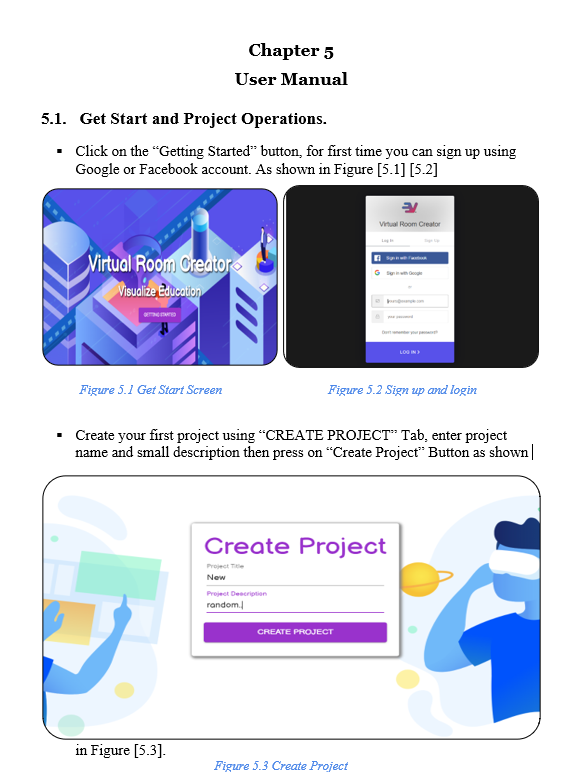 Chapter 5
User Manual
5.1. Get Start and Project Operations.
▪ Click on the “Getting Started” button, for first time you can sign up using
Google or Facebook account. As shown in Figure [5.1] [5.2]
Virtual Room Creator
Visualize Education
GETTING STARTED
Virtual Room Creator
Log In Sign Up
Sign in with Facebook
G Sign in with Google
or
yours@example.com
your password
Don't remember your password?
LOG IN >
Figure 5.1 Get Start Screen
Figure 5.2 Sign up and login
▪ Create your first project using “CREATE PROJECT” Tab, enter project
name and small description then press on “Create Project” Button as shown
Create Project
Project Title
New
Project Description
random.
CREATE PROJECT
in Figure [5.3].
Figure 5.3 Create Project